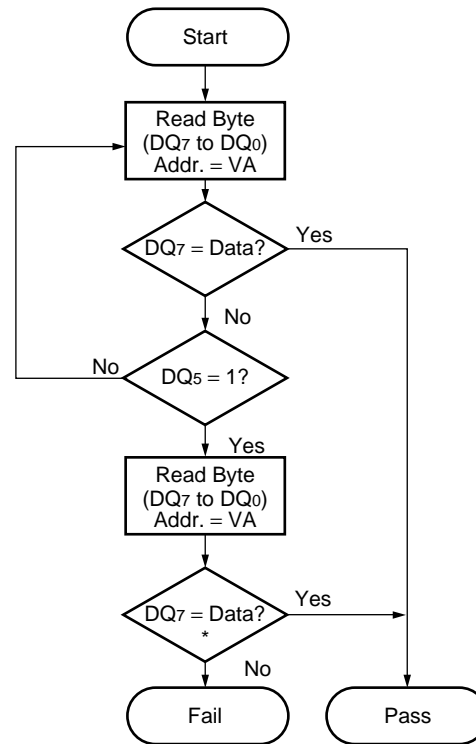 Start
Read Byte
(DQ7 to DQ0)
Addr. = VA
DQ7 = Data?
Yes
No
No
DQ5 = 1?
Yes
Read Byte
(DQ7 to DQ0)
Addr. = VA
DQ7 = Data?
*
Yes
No
Fail
Pass